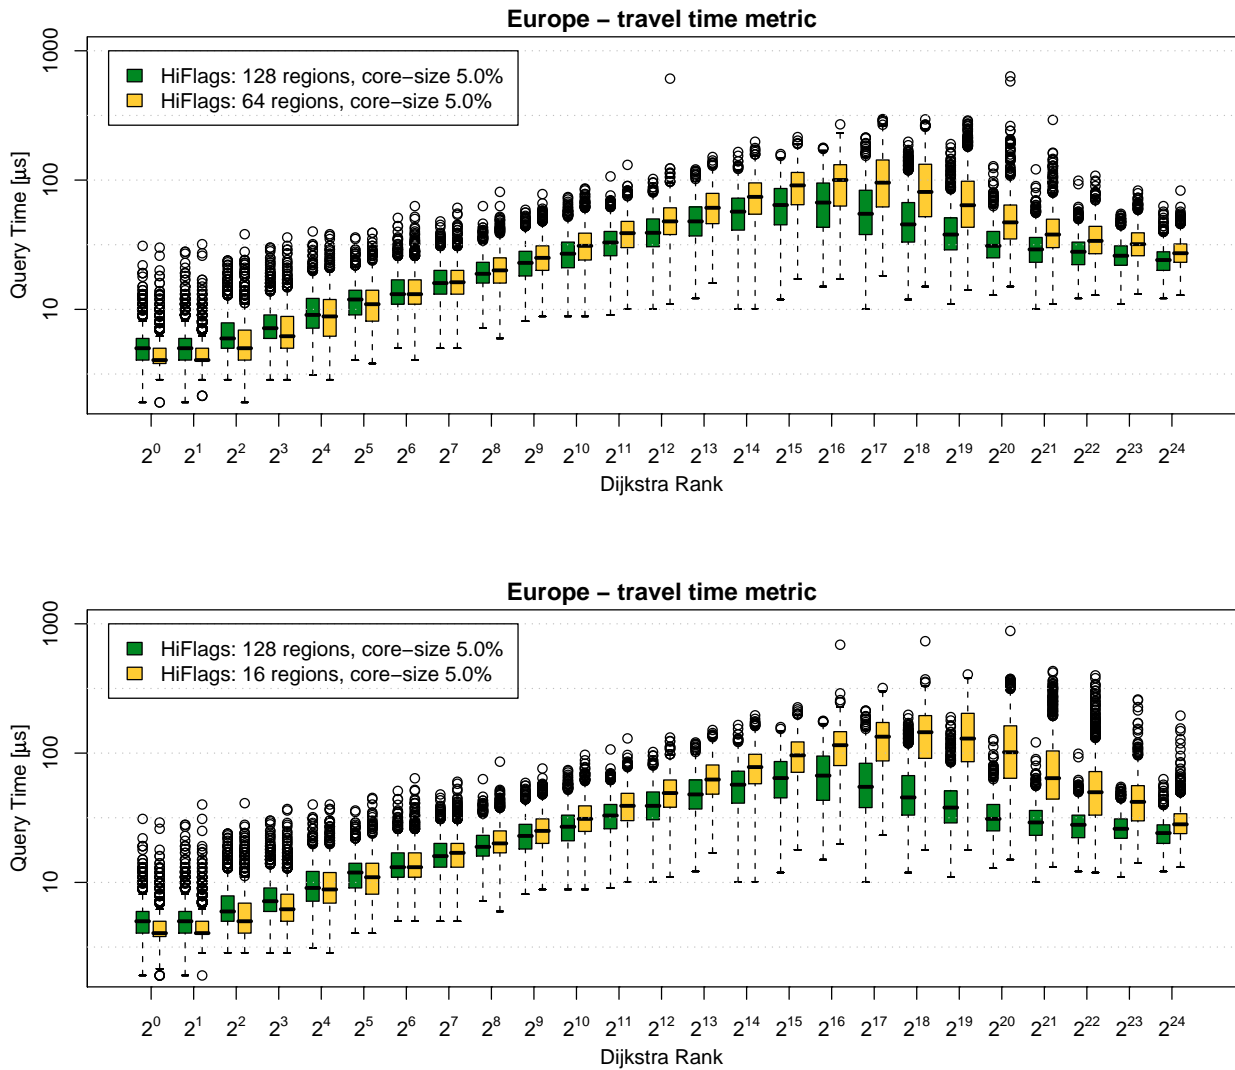 Europe – travel time metric
HiFlags: 128 regions, core–size 5.0%
HiFlags: 64 regions, core–size 5.0%
Query Time [µs]
1000
100
10
2^0 2^1 2^2 2^3 2^4 2^5 2^6 2^7 2^8 2^9 2^10 2^11 2^12 2^13 2^14 2^15 2^16 2^17 2^18 2^19 2^20 2^21 2^22 2^23 2^24
Dijkstra Rank
Europe – travel time metric
HiFlags: 128 regions, core–size 5.0%
HiFlags: 16 regions, core–size 5.0%
Query Time [µs]
1000
100
10
2^0 2^1 2^2 2^3 2^4 2^5 2^6 2^7 2^8 2^9 2^10 2^11 2^12 2^13 2^14 2^15 2^16 2^17 2^18 2^19 2^20 2^21 2^22 2^23 2^24
Dijkstra Rank